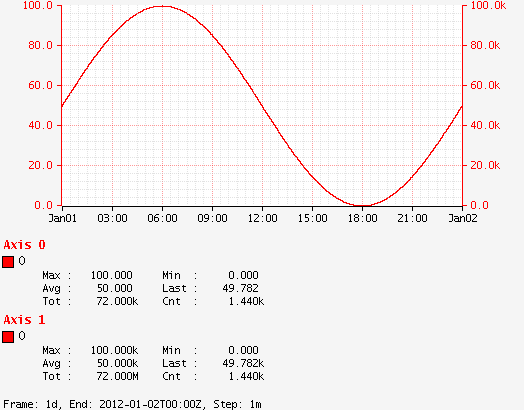 100.0 100.0k
80.0 80.0k
60.0 60.0k
40.0 40.0k
20.0 20.0k
0.0 0.0k
Jan01 03:00 06:00 09:00 12:00 15:00 18:00 21:00 Jan02
Axis 0
0
Max : 100.000 Min : 0.000
Avg : 50.000 Last : 49.782
Tot : 72.000k Cnt : 1.440k
Axis 1
0
Max : 100.000k Min : 0.000k
Avg : 50.000k Last : 49.782k
Tot : 72.000M Cnt : 1.440k
Frame: 1d, End: 2012-01-02T00:00Z, Step: 1m